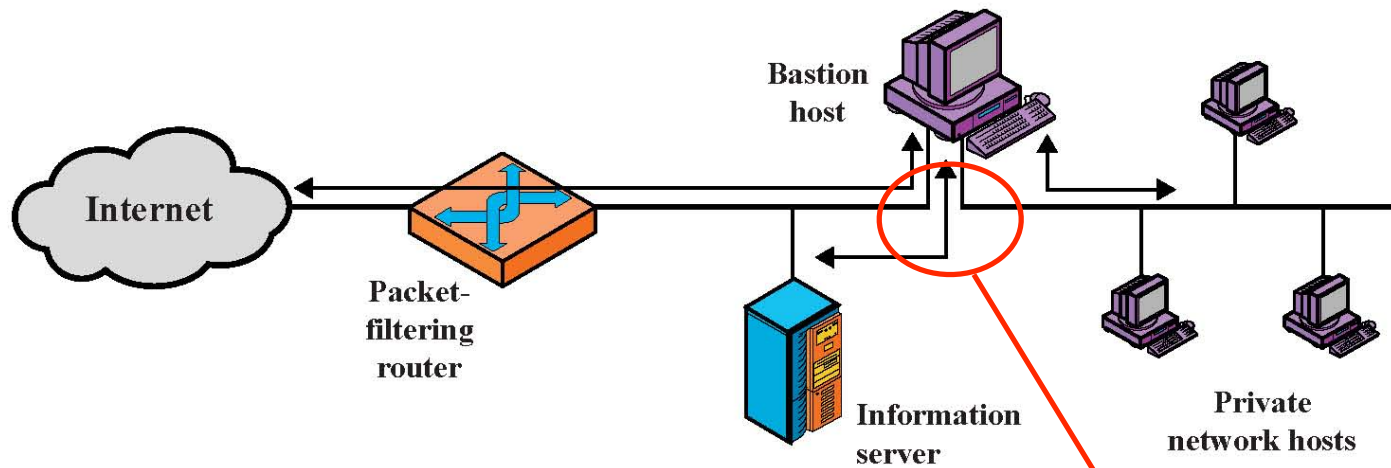 Bastion
host
Internet
Packet-
filtering
router
Information
server
Private
network hosts